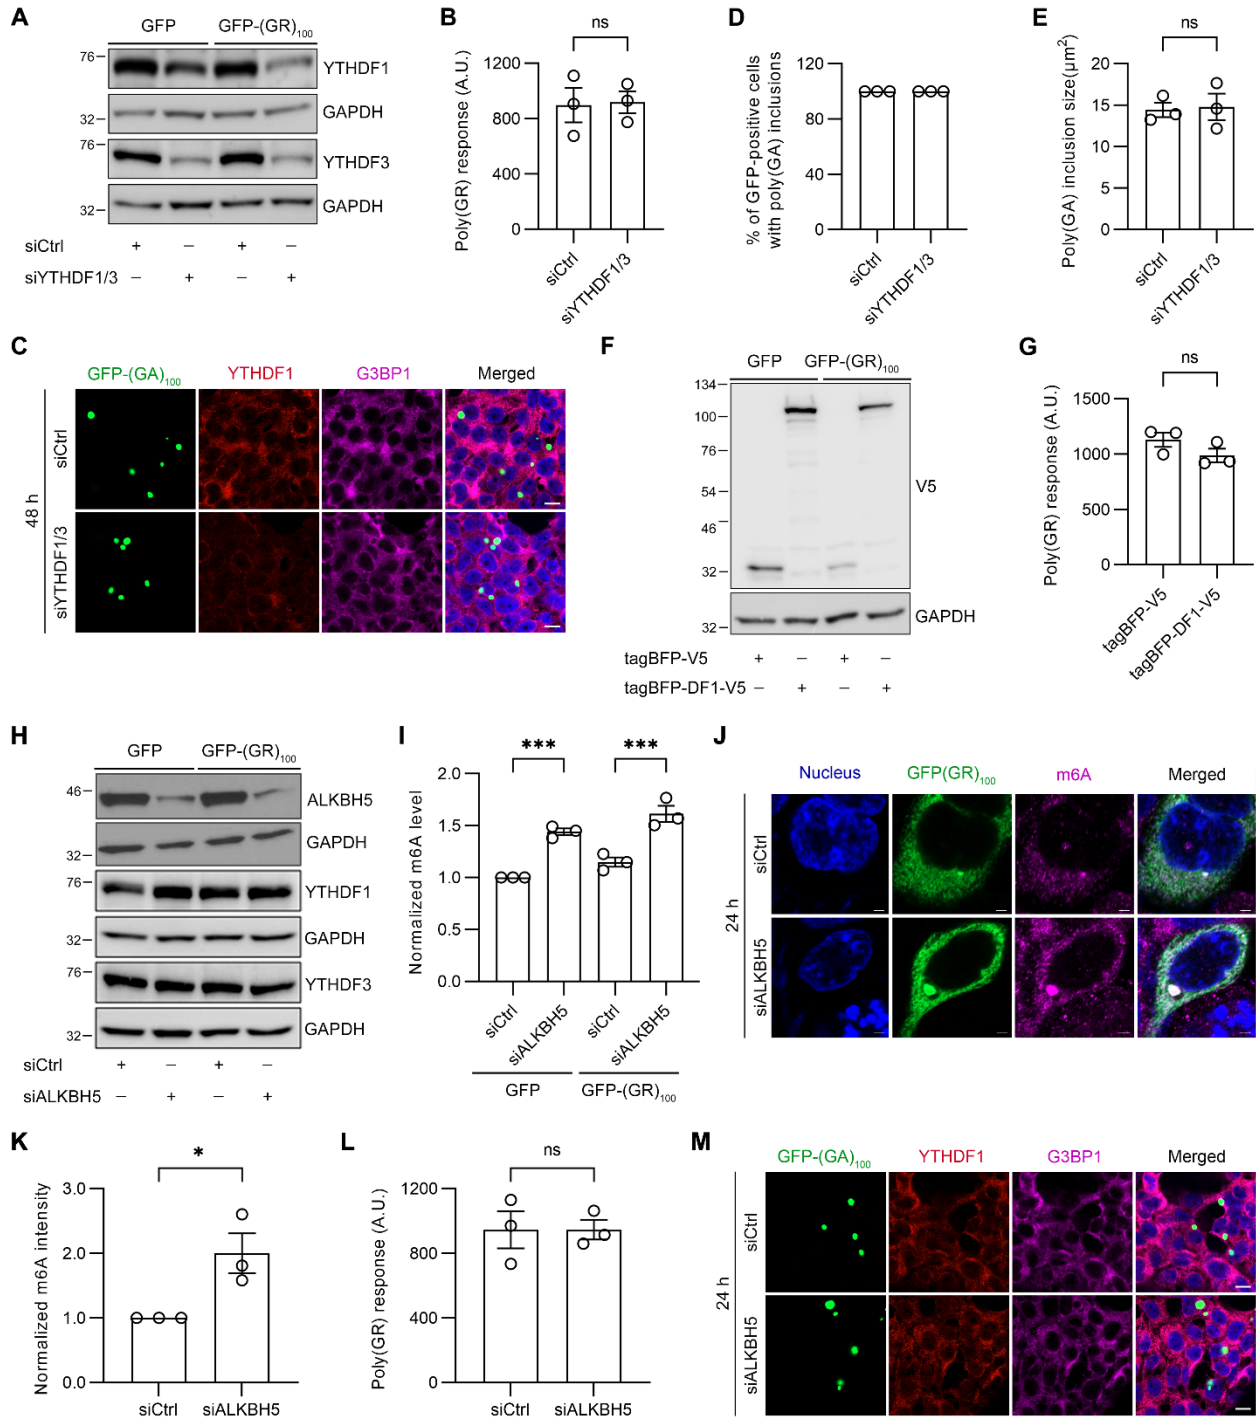 A
GFP GFP-(GR)100
76 YTHDF1
32 GAPDH
76 YTHDF3
32 GAPDH
siCtrl + – + –
siYTHDF1/3 – + – +
B
ns
Poly(GR) response (A.U.)
1200
800
400
0
siCtrl siYTHDF1/3
D
% of GFP-positive cells
with poly(GA) inclusions
120
80
40
0
siCtrl siYTHDF1/3
E
ns
Poly(GA) inclusion size(μm2)
20
15
10
5
0
siCtrl siYTHDF1/3
C
GFP-(GA)100 YTHDF1 G3BP1 Merged
48 h
siCtrl
siYTHDF1/3
F
GFP GFP-(GR)100
134
100
76
54
46
32
V5
32 GAPDH
tagBFP-V5 + – + –
tagBFP-DF1-V5 – + – +
G
ns
Poly(GR) response (A.U.)
1500
1000
500
0
tagBFP-V5 tagBFP-DF1-V5
H
GFP GFP-(GR)100
46 ALKBH5
32 GAPDH
76 YTHDF1
32 GAPDH
76 YTHDF3
32 GAPDH
siCtrl + – + –
siALKBH5 – + – +
I
*** ***
Normalized m6A level
2.0
1.5
1.0
0.5
0.0
siCtrl siALKBH5 siCtrl siALKBH5
GFP GFP-(GR)100
J
Nucleus GFP(GR)100 m6A Merged
24 h
siCtrl
siALKBH5
K
*
Normalized m6A intensity
3.0
2.0
1.0
0.0
siCtrl siALKBH5
L
ns
Poly(GR) response (A.U.)
1200
800
400
0
siCtrl siALKBH5
M
GFP-(GA)100 YTHDF1 G3BP1 Merged
24 h
siCtrl
siALKBH5